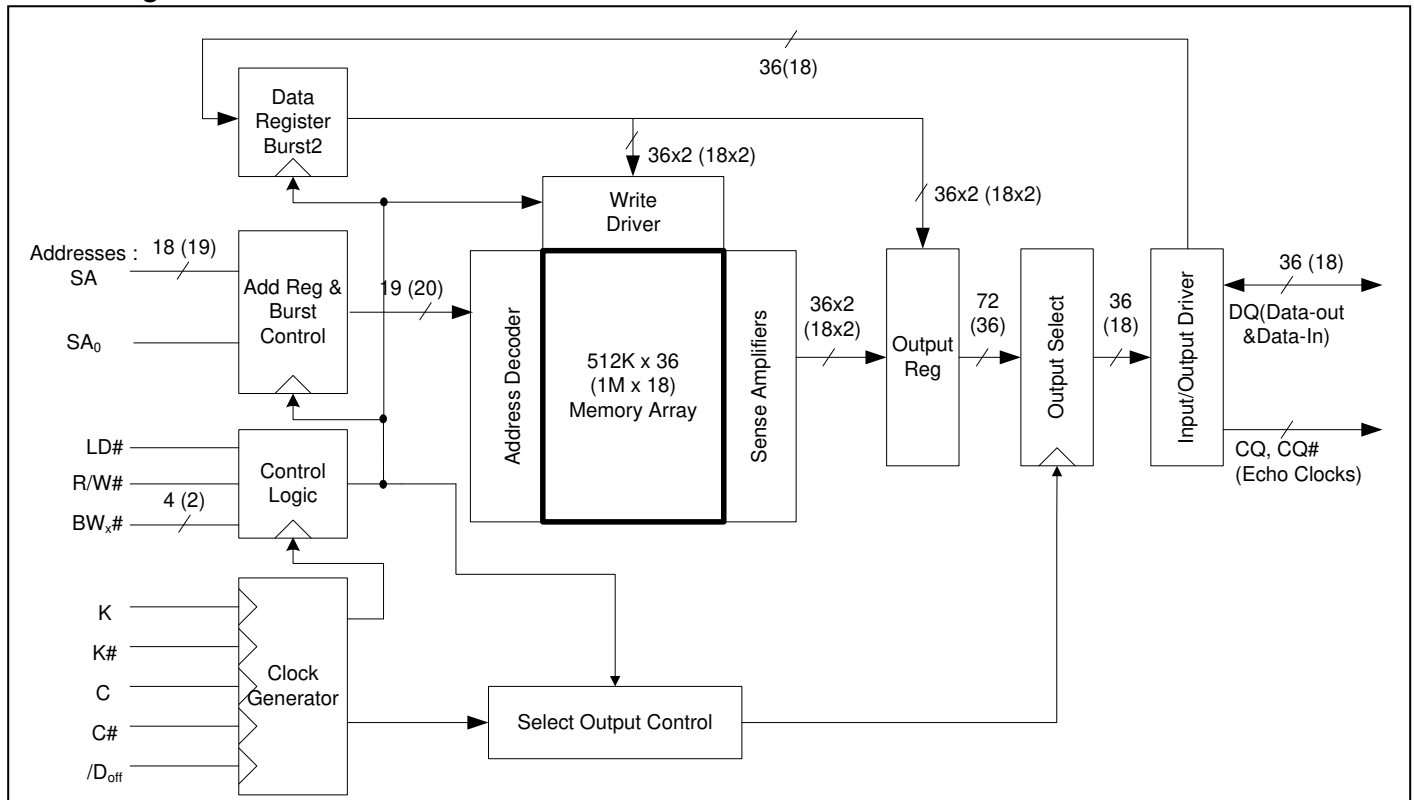 36(18)
Data
Register
Burst2
36x2 (18x2)
Write
Driver
36x2 (18x2)
Addresses :
SA
18 (19)
SA0
Add Reg &
Burst
Control
19 (20)
Address Decoder
512K x 36
(1M x 18)
Memory Array
Sense Amplifiers
36x2
(18x2)
Output
Reg
72
(36)
Output Select
36
(18)
Input/Output Driver
36 (18)
DQ(Data-out
&Data-In)
CQ, CQ#
(Echo Clocks)
LD#
R/W#
BWx#
4 (2)
Control
Logic
K
K#
C
C#
/Doff
Clock
Generator
Select Output Control